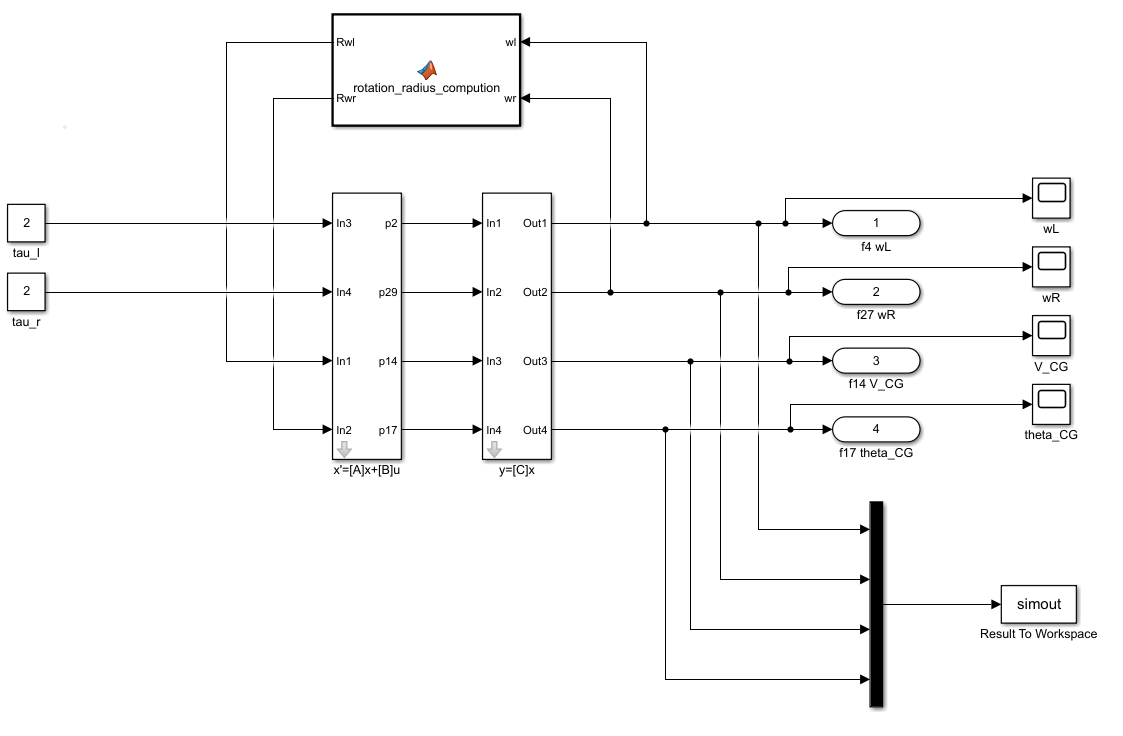 Rwl
wl
rotation_radius_compution
Rwr
wr
2
tau_l
2
tau_r
In3
p2
In4
p29
In1
p14
In2
p17
x'=[A]x+[B]u
In1
Out1
In2
Out2
In3
Out3
In4
Out4
y=[C]x
1
f4 wL
2
f27 wR
3
f14 V_CG
4
f17 theta_CG
wL
wR
V_CG
theta_CG
simout
Result To Workspace